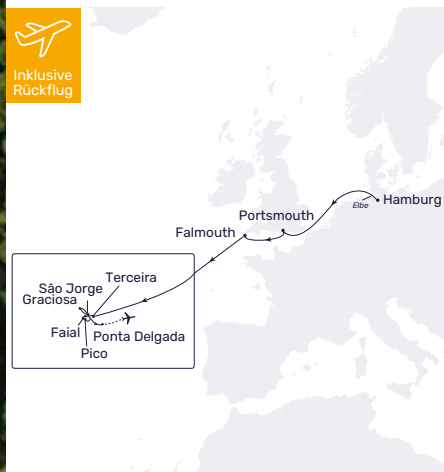 Inklusive
Rückflug
Hamburg
Elbe
Portsmouth
Falmouth
Terceira
São Jorge
Graciosa
Faial
Ponta Delgada
Pico